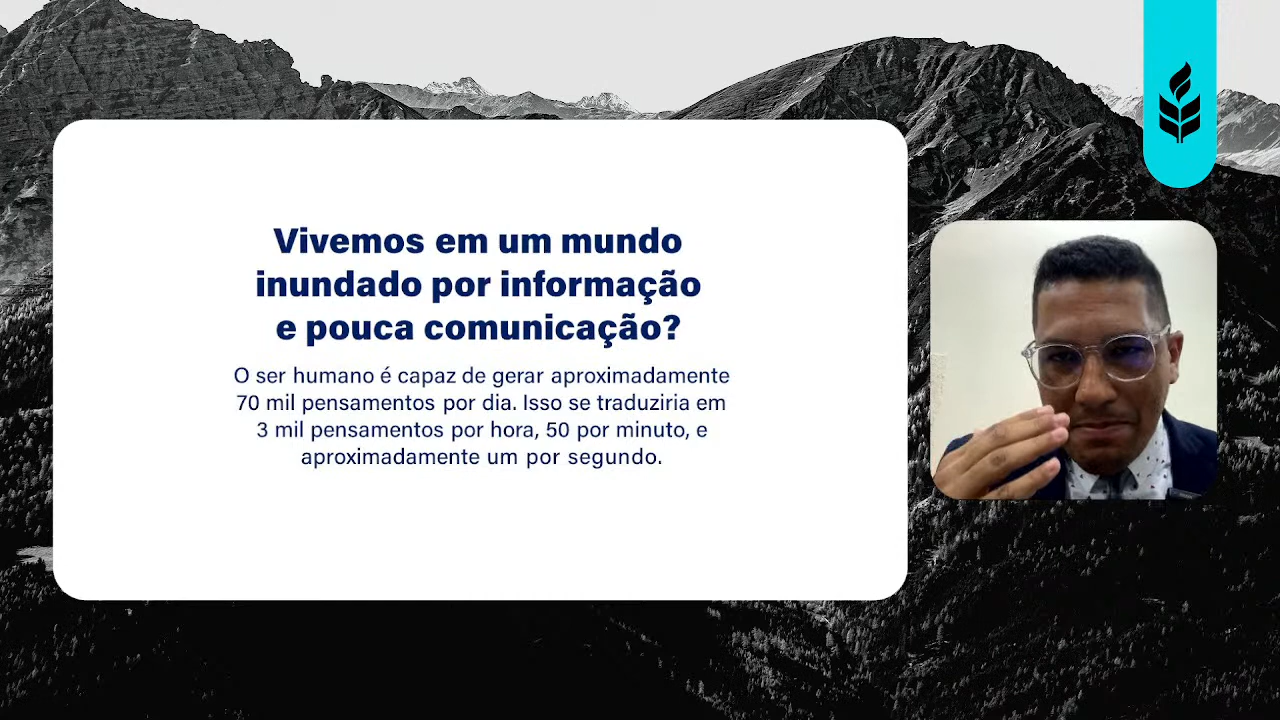 Vivemos em um mundo
inundado por informação
e pouca comunicação?
O ser humano é capaz de gerar aproximadamente
70 mil pensamentos por dia. Isso se traduziria em
3 mil pensamentos por hora, 50 por minuto, e
aproximadamente um por segundo.